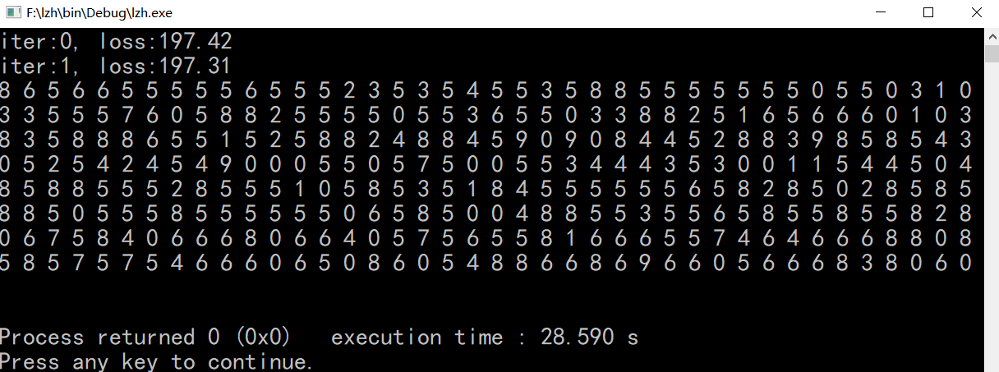 F:\lzh\bin\Debug\lzh.exe
iter:0, loss:197.42
iter:1, loss:197.31
8 6 5 6 6 5 5 5 5 5 6 5 5 5 2 3 5 3 5 4 5 5 3 5 8 8 5 5 5 5 5 5 5 0 5 5 0 3 1 0
3 3 5 5 5 7 6 0 5 8 8 2 5 5 5 5 0 5 5 3 6 5 5 0 3 3 8 8 2 5 1 6 5 6 6 6 0 1 0 3
8 3 5 8 8 8 6 5 5 1 5 2 5 8 8 2 4 8 8 4 5 9 0 9 0 8 4 4 5 2 8 8 3 9 8 5 8 5 4 3
0 5 2 5 4 2 4 5 4 9 0 0 0 5 5 0 5 7 5 0 0 5 5 3 4 4 4 3 5 3 0 0 1 1 5 4 4 5 0 4
8 5 8 8 5 5 5 2 8 5 5 5 1 0 5 8 5 3 5 1 8 4 5 5 5 5 5 5 6 5 8 2 8 5 0 2 8 5 8 5
8 8 5 0 5 5 5 8 5 5 5 5 5 5 0 6 5 8 5 0 0 4 8 8 5 5 3 5 5 6 5 8 5 5 8 5 5 8 2 8
0 6 7 5 8 4 0 6 6 6 8 0 6 6 4 0 5 7 5 6 5 5 8 1 6 6 6 5 5 7 4 6 4 6 6 6 8 8 0 8
5 8 5 7 5 7 5 4 6 6 6 0 6 5 0 8 6 0 5 4 8 8 6 6 8 6 9 6 6 0 5 6 6 6 8 3 8 0 6 0
Process returned 0 (0x0)   execution time : 28.590 s
Press any key to continue.